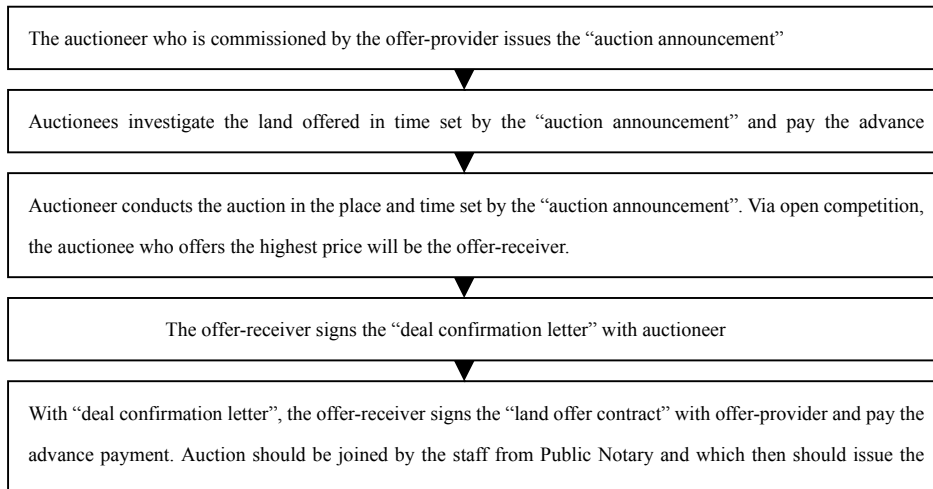 The auctioneer who is commissioned by the offer-provider issues the “auction announcement”
Auctionees investigate the land offered in time set by the “auction announcement” and pay the advance
Auctioneer conducts the auction in the place and time set by the “auction announcement”. Via open competition,
the auctionee who offers the highest price will be the offer-receiver.
The offer-receiver signs the “deal confirmation letter” with auctioneer
With “deal confirmation letter”, the offer-receiver signs the “land offer contract” with offer-provider and pay the
advance payment. Auction should be joined by the staff from Public Notary and which then should issue the